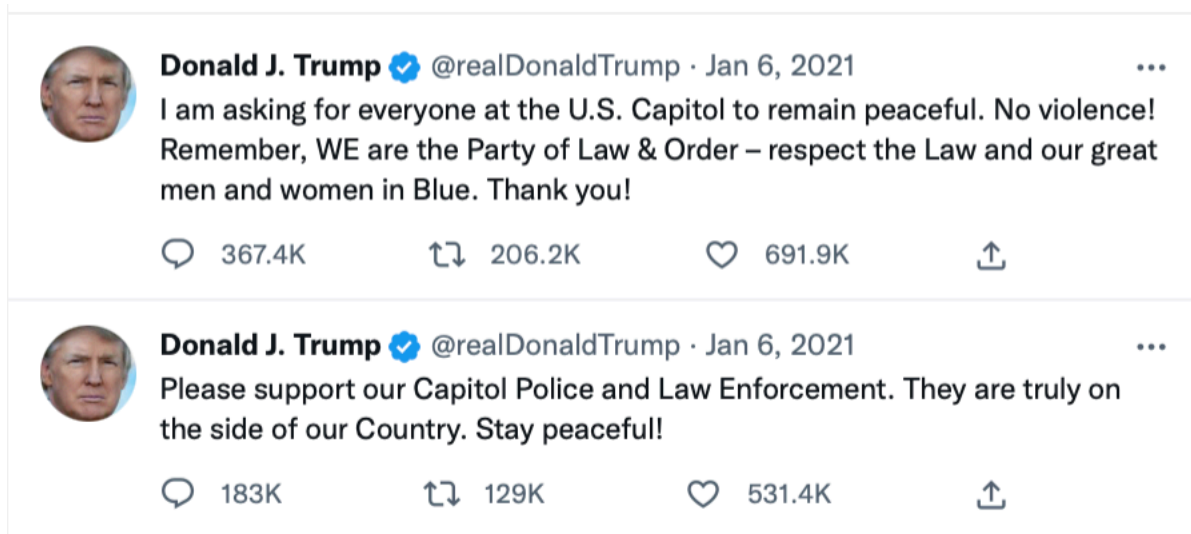 Donald J. Trump @realDonaldTrump · Jan 6, 2021
I am asking for everyone at the U.S. Capitol to remain peaceful. No violence!
Remember, WE are the Party of Law & Order – respect the Law and our great
men and women in Blue. Thank you!
367.4K 206.2K 691.9K
Donald J. Trump @realDonaldTrump · Jan 6, 2021
Please support our Capitol Police and Law Enforcement. They are truly on
the side of our Country. Stay peaceful!
183K 129K 531.4K